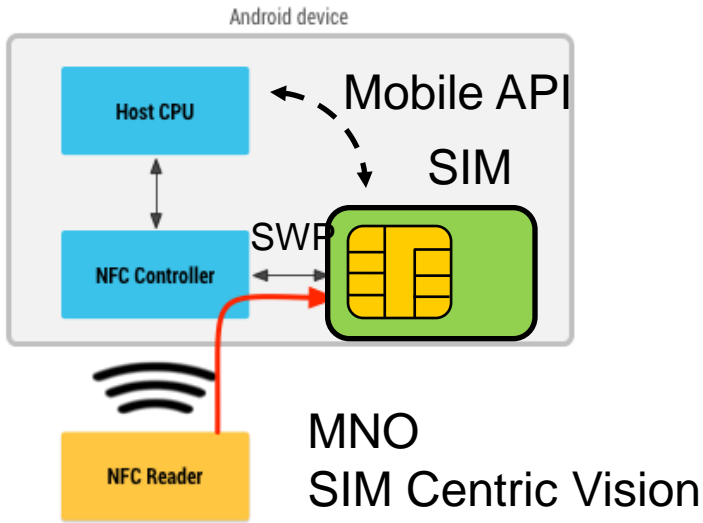 Android device
Host CPU
Mobile API
SIM
SWP
NFC Controller
NFC Reader
MNO
SIM Centric Vision